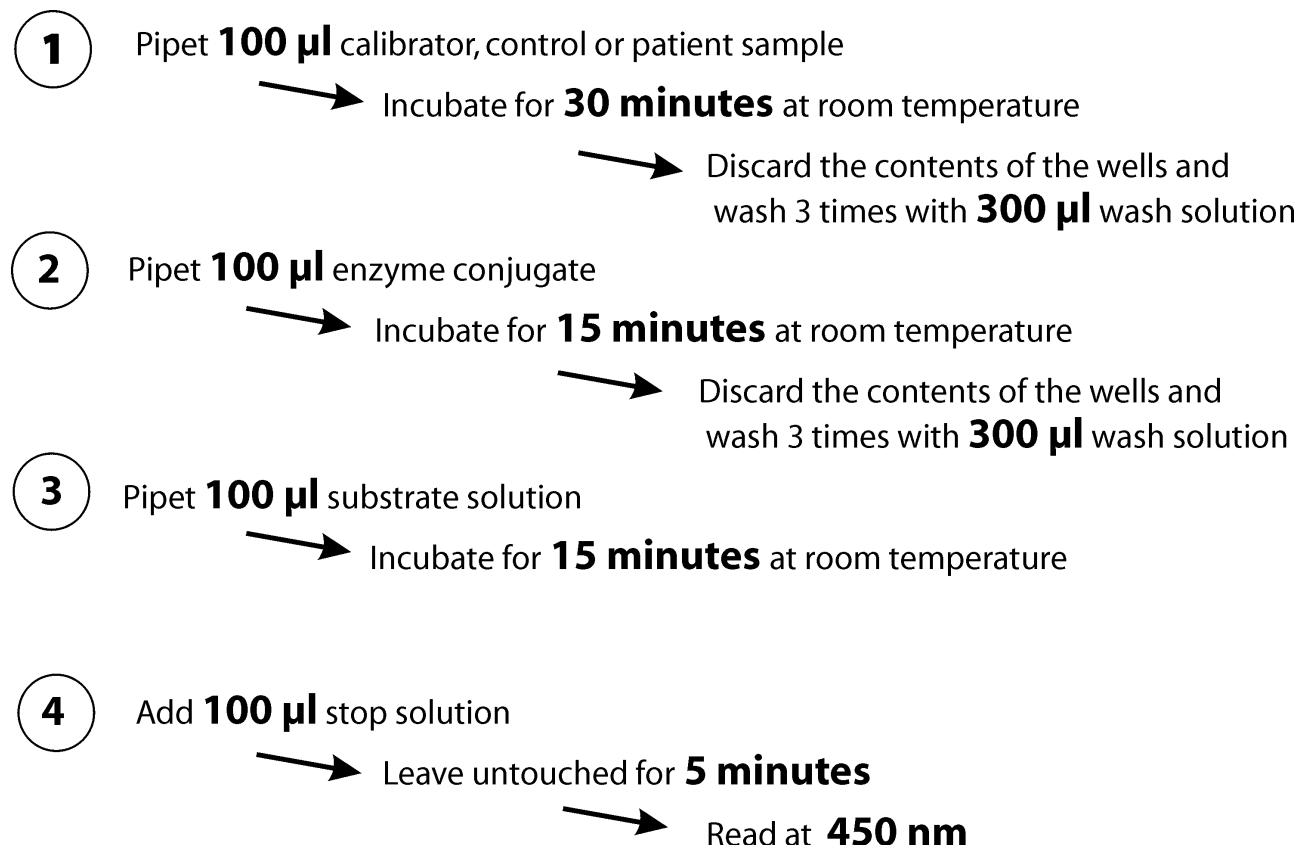 1 Pipet 100 µl calibrator, control or patient sample
Incubate for 30 minutes at room temperature
Discard the contents of the wells and
wash 3 times with 300 µl wash solution
2 Pipet 100 µl enzyme conjugate
Incubate for 15 minutes at room temperature
Discard the contents of the wells and
wash 3 times with 300 µl wash solution
3 Pipet 100 µl substrate solution
Incubate for 15 minutes at room temperature
4 Add 100 µl stop solution
Leave untouched for 5 minutes
Read at 450 nm